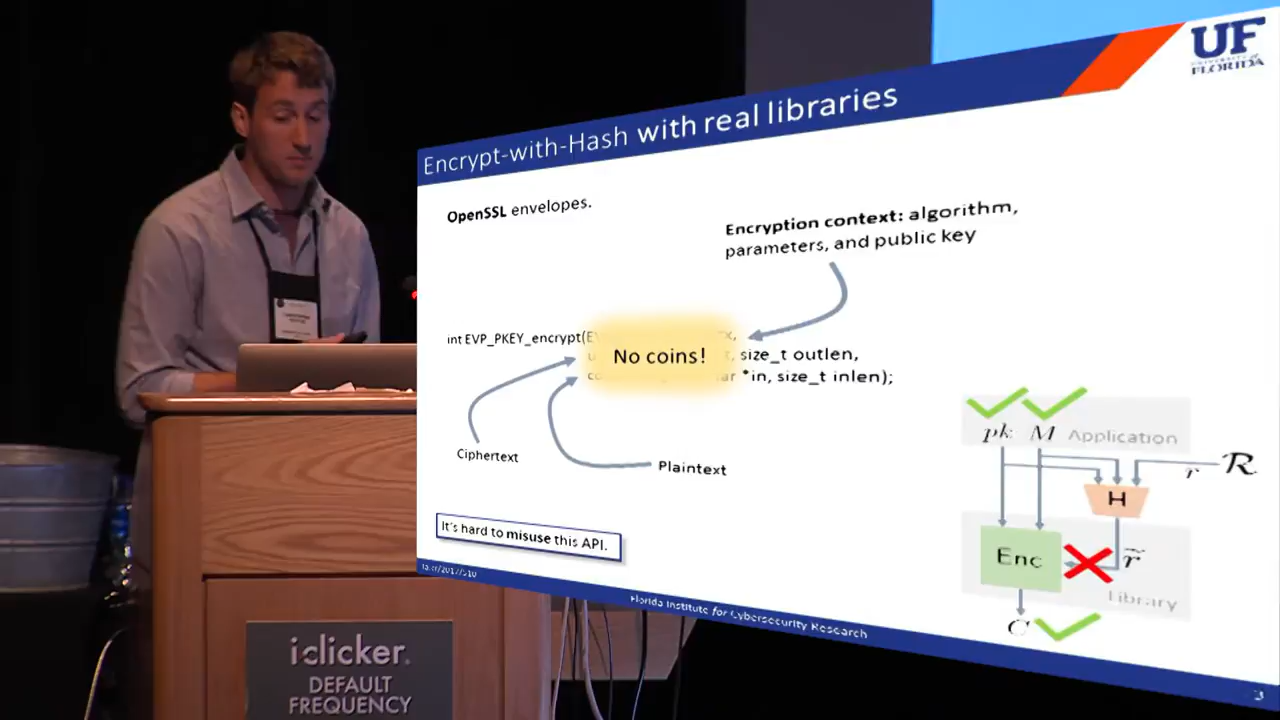 Encrypt-with-Hash with real libraries
UF
UNIVERSITY of
FLORIDA
OpenSSL envelopes.
Encryption context: algorithm,
parameters, and public key
int EVP_PKEY_encrypt(E
No coins!
, size_t outlen,
*in, size_t inlen);
Ciphertext
Plaintext
It's hard to misuse this API.
pk M Application
r R
H
Enc
r̃
Library
C
Florida Institute for Cybersecurity Research
3
i>clicker.
DEFAULT
FREQUENCY